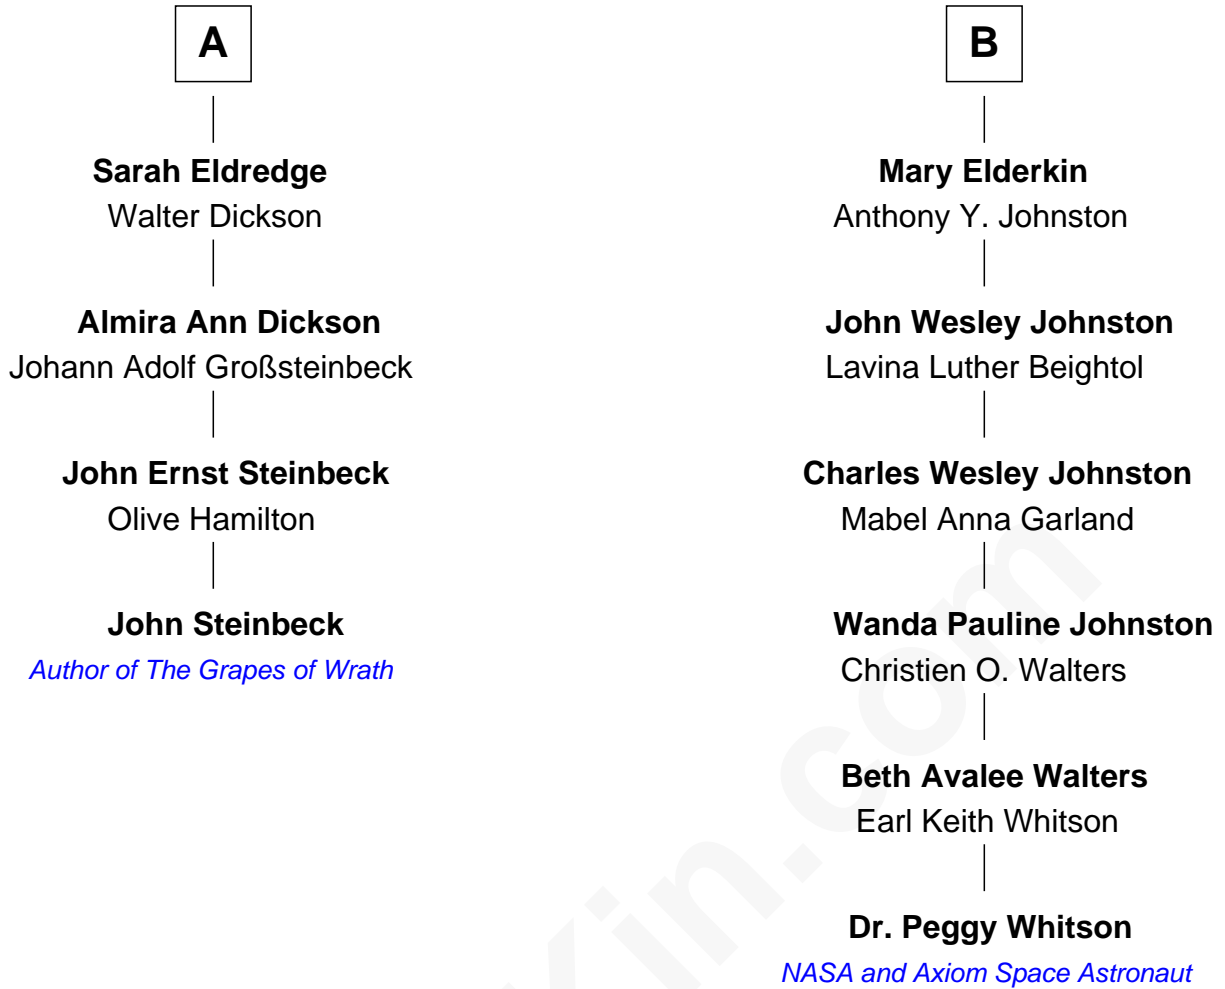 A
Sarah Eldredge
Walter Dickson
Almira Ann Dickson
Johann Adolf Großsteinbeck
John Ernst Steinbeck
Olive Hamilton
John Steinbeck
Author of The Grapes of Wrath
B
Mary Elderkin
Anthony Y. Johnston
John Wesley Johnston
Lavina Luther Beightol
Charles Wesley Johnston
Mabel Anna Garland
Wanda Pauline Johnston
Christien O. Walters
Beth Avalee Walters
Earl Keith Whitson
Dr. Peggy Whitson
NASA and Axiom Space Astronaut
Kin.com